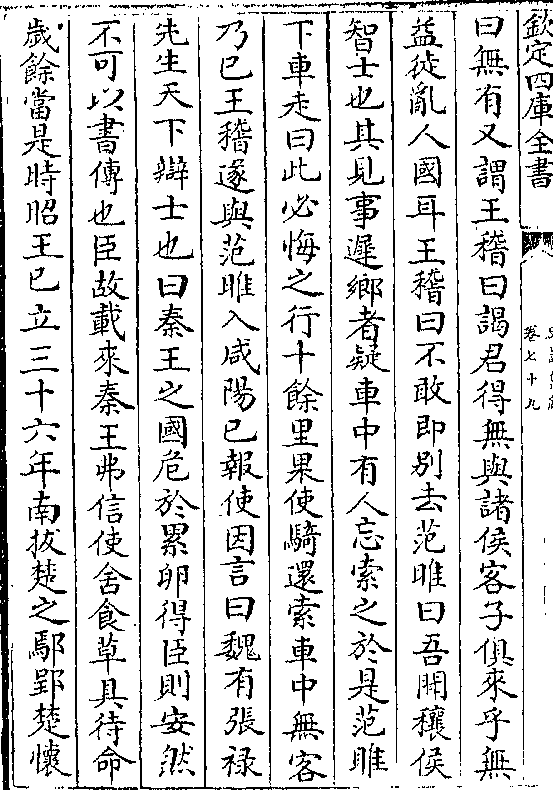 欽定四庫全書
卷七十九
曰無有又謂王稽曰謁君得無與諸侯客子俱來乎無
益徒亂人國耳王稽曰不敢即别去范雎曰吾聞穰侯
智士也其見事遲鄉者疑車中有人忘索之於是范雎
下車走曰此必悔之行十餘里果使騎還索車中無客
乃已王稽遂與范雎入咸陽已報使因言曰魏有張禄
先生天下辯士也曰秦王之國危於累卵得臣則安然
不可以書傳也臣故載來秦王弗信使舍食草具待命
歲餘當是時昭王已立三十六年南拔楚之鄢郢楚懷